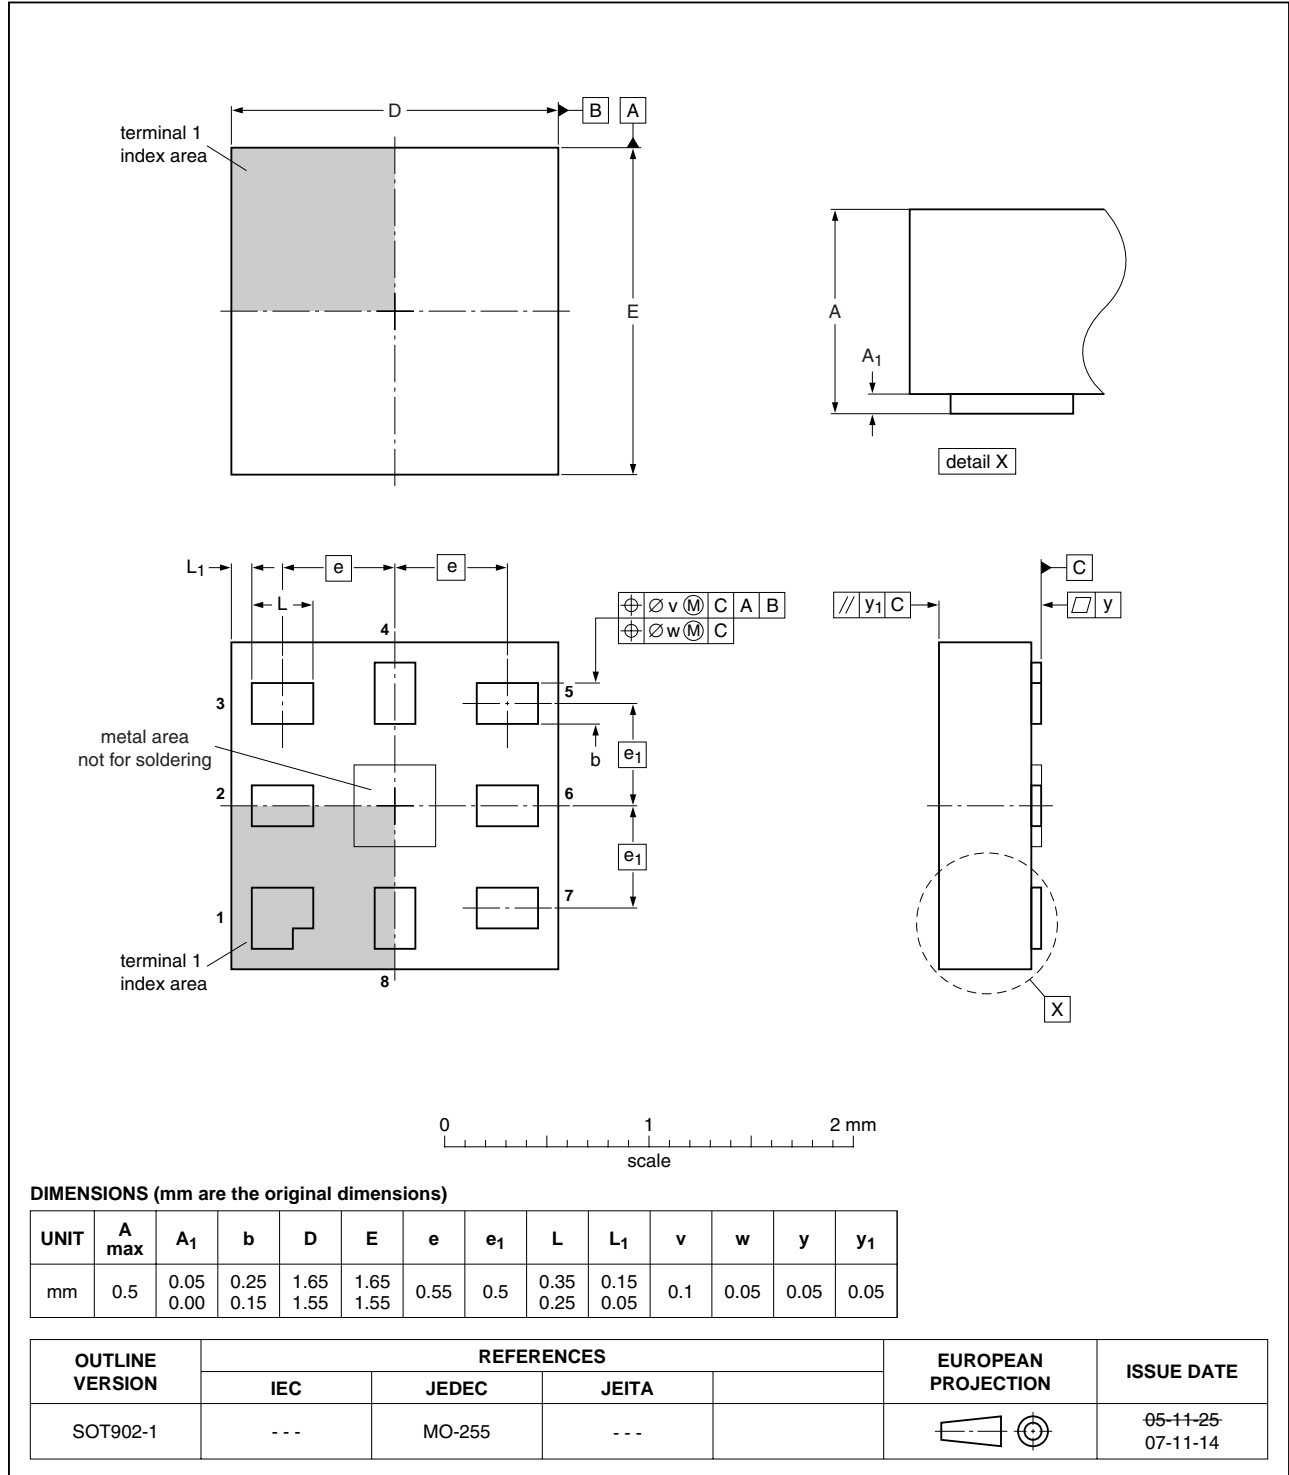 D
B
A
terminal 1
index area
E
A
A1
detail X
L1
e
e
L
4
⌖ ∅ v Ⓜ C A B
⌖ ∅ w Ⓜ C
// y1 C
C
▱ y
3
5
metal area
not for soldering
b
e1
2
6
e1
1
7
terminal 1
index area
8
X
0 1 2 mm
scale
DIMENSIONS (mm are the original dimensions)
UNIT A max A1 b D E e e1 L L1 v w y y1
mm 0.5 0.05 0.00 0.25 0.15 1.65 1.55 1.65 1.55 0.55 0.5 0.35 0.25 0.15 0.05 0.1 0.05 0.05 0.05
OUTLINE VERSION REFERENCES EUROPEAN PROJECTION ISSUE DATE
IEC JEDEC JEITA
SOT902-1 - - - MO-255 - - - 05-11-25
07-11-14